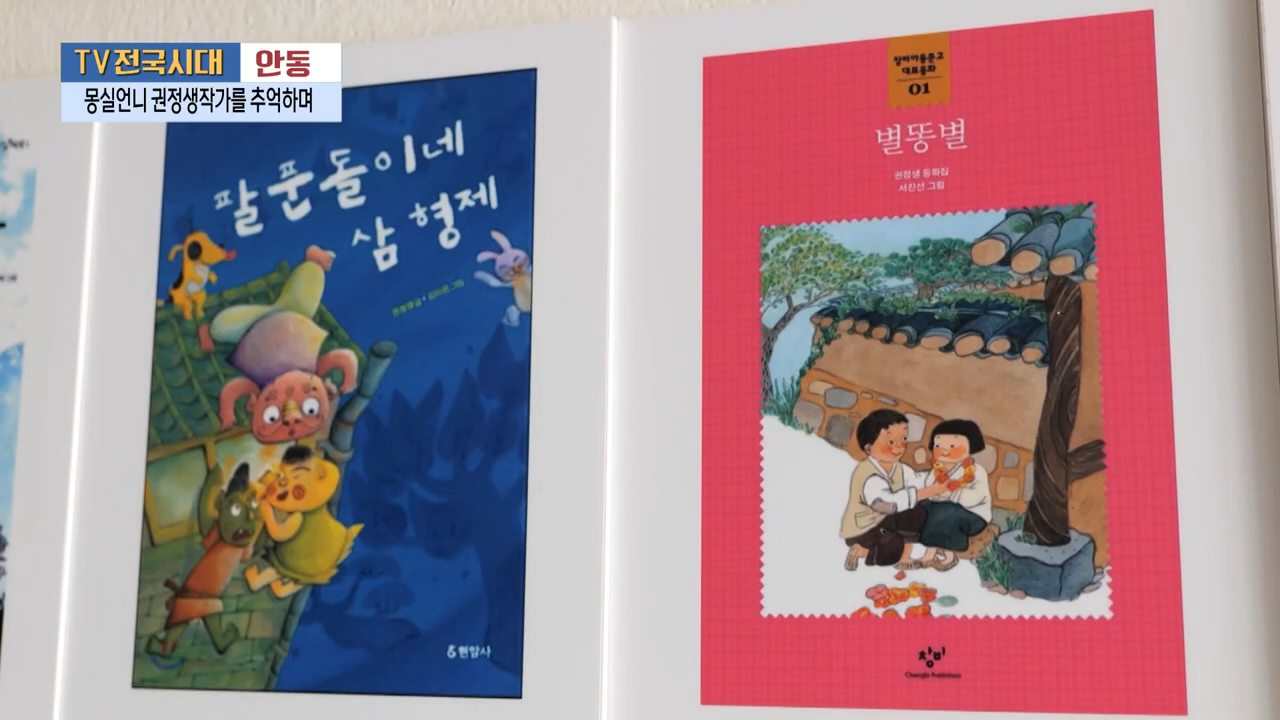 TV전국시대 안동
몽실언니 권정생작가를 추억하며
팔푼돌이네
삼 형제
현암사
창비아동문고
대표동화
01
별똥별
권정생 동화집
서진선 그림
창비
Changbi Publishers